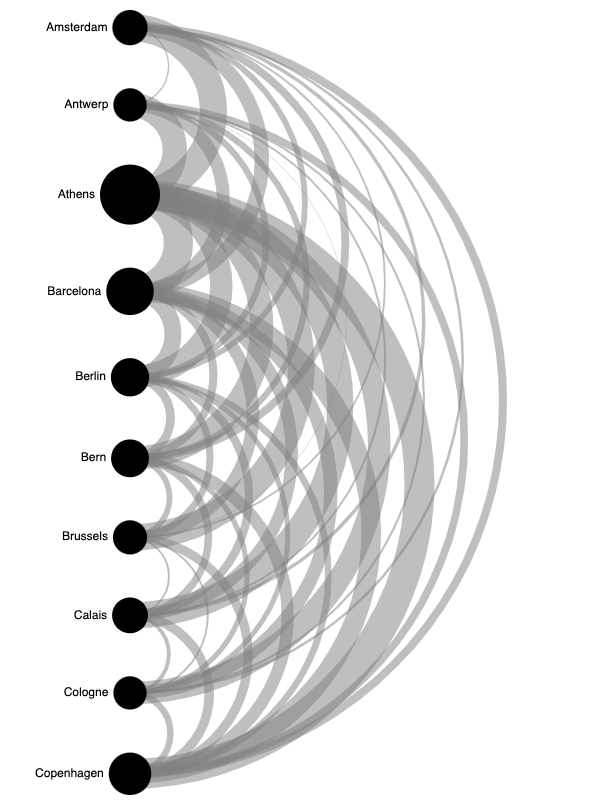 Amsterdam
Antwerp
Athens
Barcelona
Berlin
Bern
Brussels
Calais
Cologne
Copenhagen